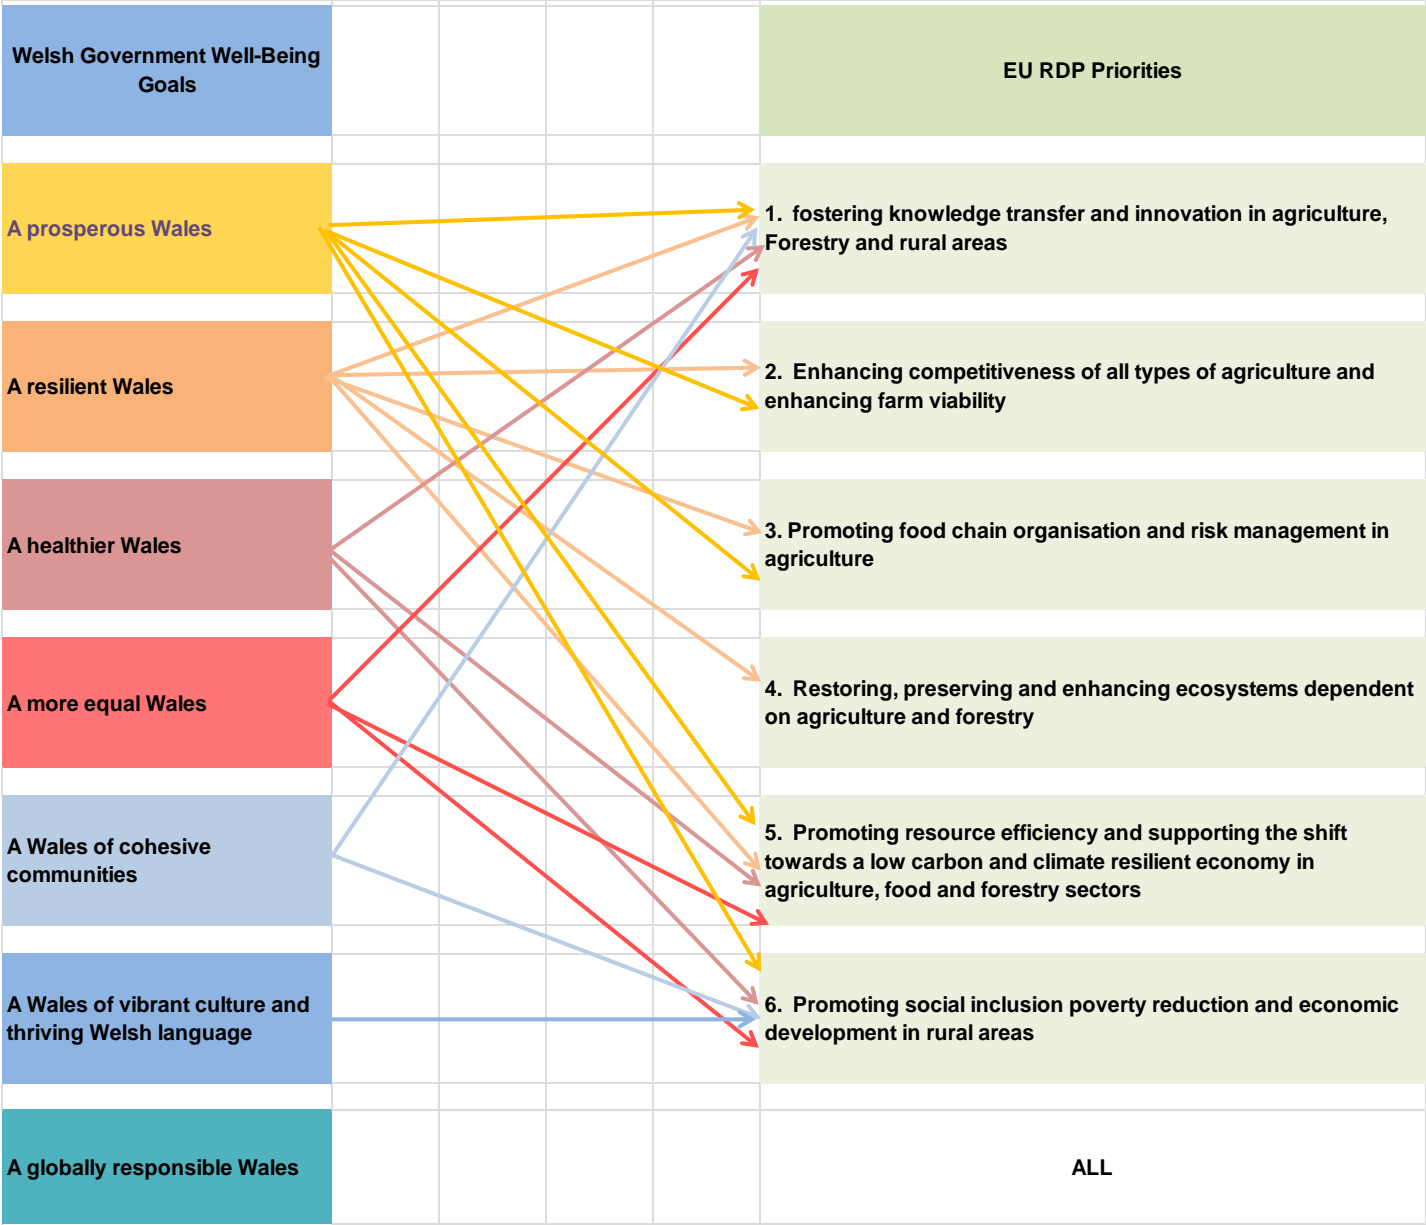 Welsh Government Well-Being
Goals
EU RDP Priorities
A prosperous Wales
1. fostering knowledge transfer and innovation in agriculture,
Forestry and rural areas
A resilient Wales
2. Enhancing competitiveness of all types of agriculture and
enhancing farm viability
A healthier Wales
3. Promoting food chain organisation and risk management in
agriculture
A more equal Wales
4. Restoring, preserving and enhancing ecosystems dependent
on agriculture and forestry
A Wales of cohesive
communities
5. Promoting resource efficiency and supporting the shift
towards a low carbon and climate resilient economy in
agriculture, food and forestry sectors
A Wales of vibrant culture and
thriving Welsh language
6. Promoting social inclusion poverty reduction and economic
development in rural areas
A globally responsible Wales
ALL